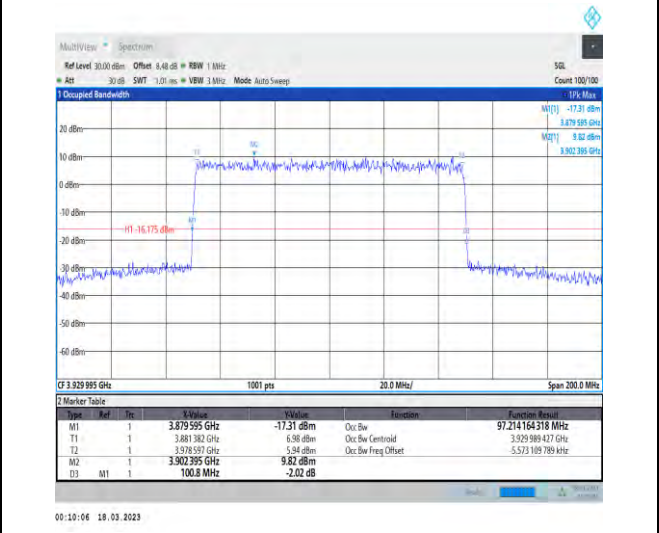 MultiView Spectrum
Ref Level 30.00 dBm Offset 8.48 dB RBW 1 MHz SGL
Att 30 dB SWT 1.01 ms VBW 3 MHz Mode Auto Sweep Count 100/100
1 Occupied Bandwidth 1Pk Max
M1[1] -17.31 dBm
3.879 595 GHz
M2[1] 9.82 dBm
3.902 395 GHz
20 dBm
M2
10 dBm
0 dBm
-10 dBm
M1
H1 -16.175 dBm
-20 dBm
-30 dBm
-40 dBm
-50 dBm
-60 dBm
CF 3.929 995 GHz 1001 pts 20.0 MHz/ Span 200.0 MHz
2 Marker Table
Type Ref Trc X-Value Y-Value Function Function Result
M1 1 3.879 595 GHz -17.31 dBm Occ Bw 97.214 164 318 MHz
T1 1 3.881 382 GHz 6.98 dBm Occ Bw Centroid 3.929 989 427 GHz
T2 1 3.978 597 GHz 5.94 dBm Occ Bw Freq Offset -5.573 109 789 kHz
M2 1 3.902 395 GHz 9.82 dBm
D3 M1 1 100.8 MHz -2.02 dB
00:10:06 18.03.2023